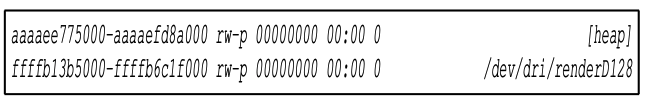 aaaaee775000-aaaaefd8a000 rw-p 00000000 00:00 0 [heap]
ffffb13b5000-ffffb6c1f000 rw-p 00000000 00:00 0 /dev/dri/renderD128